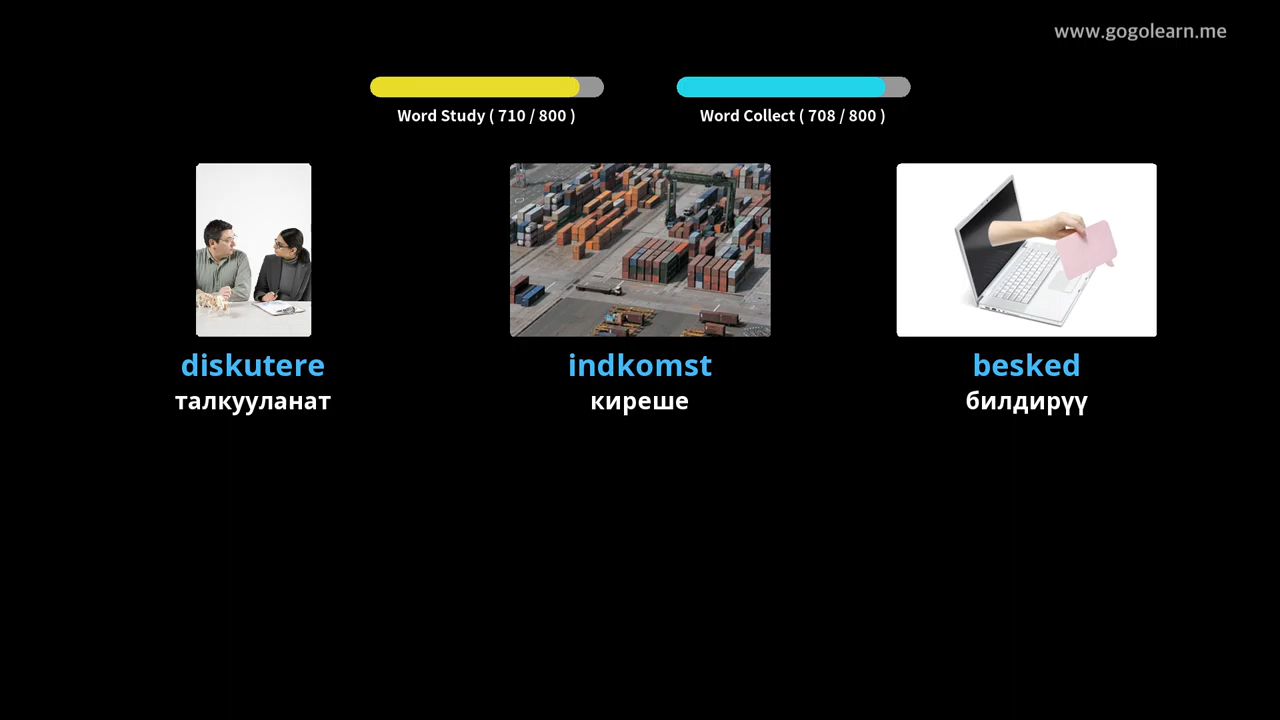 www.gogolearn.me
Word Study ( 710 / 800 )
Word Collect ( 708 / 800 )
diskutere
талкууланат
indkomst
киреше
besked
билдирүү